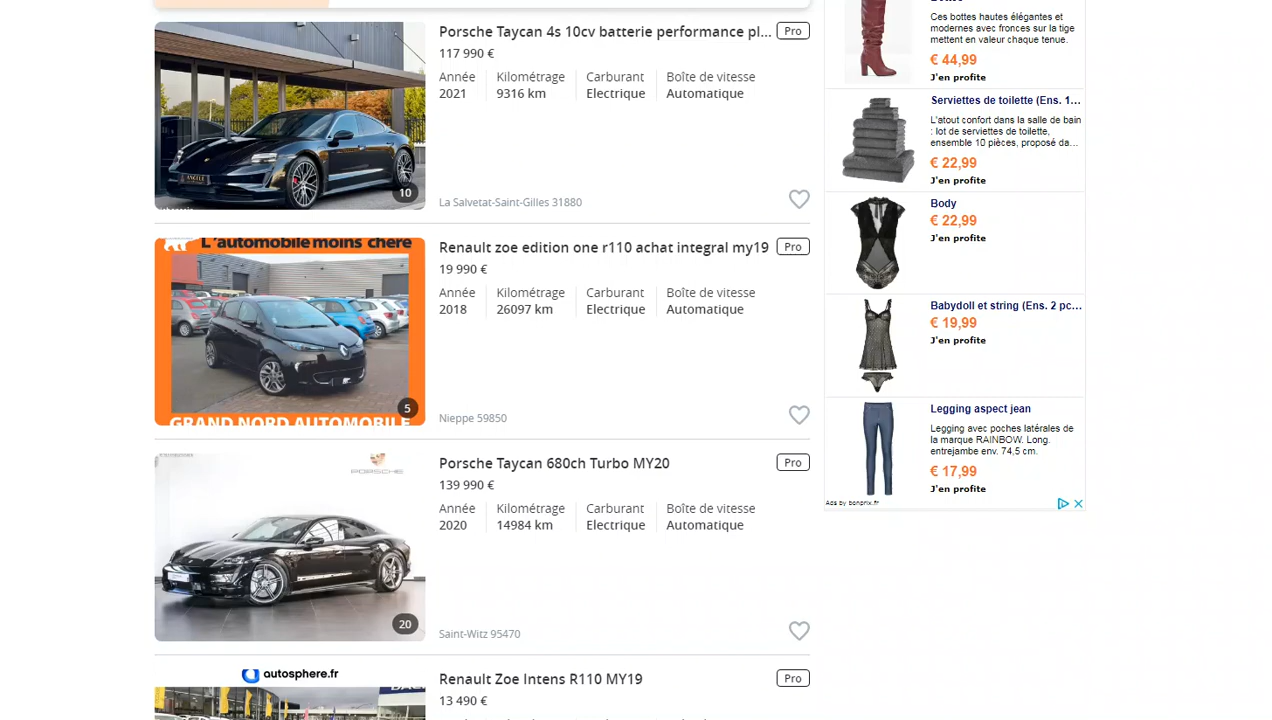 Porsche Taycan 4s 10cv batterie performance pl...
Pro
117 990 €
Année
Kilométrage
Carburant
Boîte de vitesse
2021
9316 km
Electrique
Automatique
10
La Salvetat-Saint-Gilles 31880
L'automobile moins chère
GRAND NORD AUTOMOBILE
5
Renault zoe edition one r110 achat integral my19
Pro
19 990 €
Année
Kilométrage
Carburant
Boîte de vitesse
2018
26097 km
Electrique
Automatique
Nieppe 59850
PORSCHE
20
Porsche Taycan 680ch Turbo MY20
Pro
139 990 €
Année
Kilométrage
Carburant
Boîte de vitesse
2020
14984 km
Electrique
Automatique
Saint-Witz 95470
autosphere.fr
Renault Zoe Intens R110 MY19
Pro
13 490 €
Ces bottes hautes élégantes et
modernes avec fronces sur la tige
mettent en valeur chaque tenue.
€ 44,99
J'en profite
Serviettes de toilette (Ens. 1...
L'atout confort dans la salle de bain
: lot de serviettes de toilette,
ensemble 10 pièces, proposé da...
€ 22,99
J'en profite
Body
€ 22,99
J'en profite
Babydoll et string (Ens. 2 pc...
€ 19,99
J'en profite
Legging aspect jean
Legging avec poches latérales de
la marque RAINBOW. Long.
entrejambe env. 74,5 cm.
€ 17,99
J'en profite
Ads by bonprix.fr